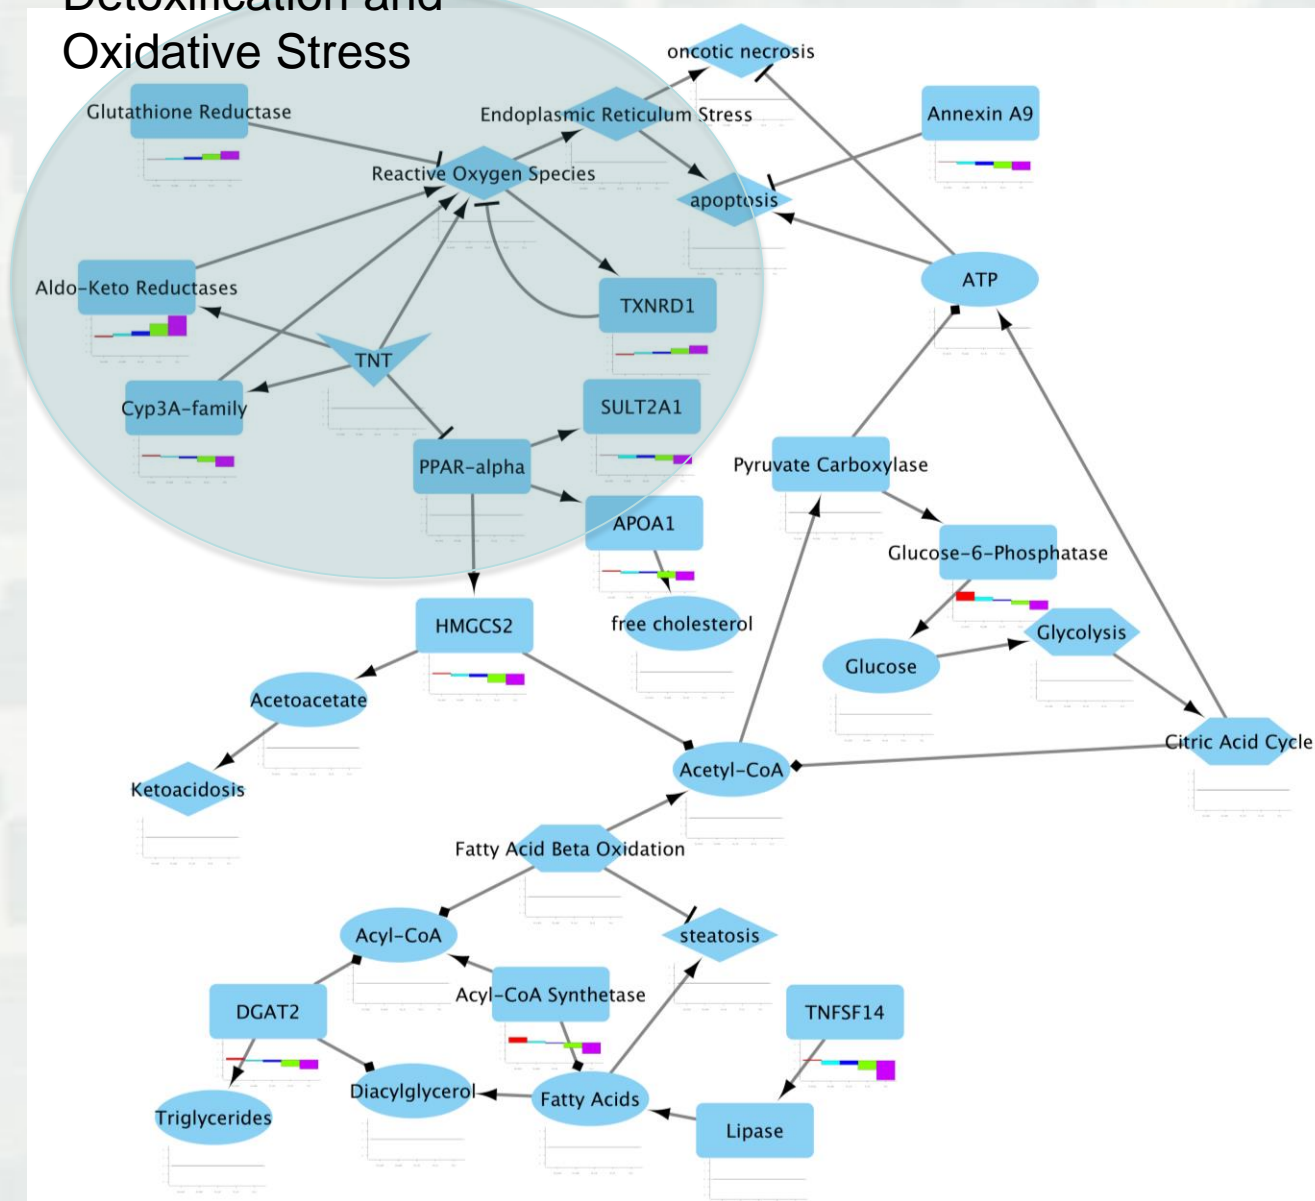 Detoxification and
Oxidative Stress
oncotic necrosis
Glutathione Reductase
Endoplasmic Reticulum Stress
Annexin A9
Reactive Oxygen Species
apoptosis
ATP
Aldo-Keto Reductases
TXNRD1
TNT
Cyp3A-family
SULT2A1
PPAR-alpha
Pyruvate Carboxylase
APOA1
Glucose-6-Phosphatase
HMGCS2
free cholesterol
Glycolysis
Glucose
Acetoacetate
Citric Acid Cycle
Acetyl-CoA
Ketoacidosis
Fatty Acid Beta Oxidation
Acyl-CoA
steatosis
Acyl-CoA Synthetase
DGAT2
TNFSF14
Diacylglycerol
Fatty Acids
Triglycerides
Lipase